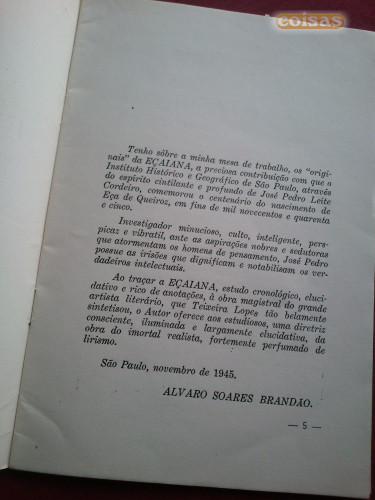 coisas
Tenho sôbre a minha mesa de trabalho, os "origi-
nais" da EÇAIANA, a preciosa contribuição com que o
Instituto Histórico e Geográfico de São Paulo, através
do espirito cintilante e profundo de José Pedro Leite
Cordeiro, comemorou o centenário do nascimento de
Eça de Queiroz, em fins de mil novecentos e quarenta
e cinco.
Investigador minucioso, culto, inteligente, pers-
picaz e vibratil, ante as aspirações nobres e sedutoras
que atormentam os homens de pensamento, José Pedro
possue as irisões que dignificam e notabilisam os ver-
dadeiros intelectuais.
Ao traçar a EÇAIANA, estudo cronológico, eluci-
dativo e rico de anotações, à obra magistral do grande
artista literário, que Teixeira Lopes tão belamente
sintetisou, o Autor oferece aos estudiosos, uma diretriz
consciente, iluminada e largamente elucidativa, da
obra do imortal realista, fortemente perfumado de
lirismo.
São Paulo, novembro de 1945.
ALVARO SOARES BRANDÃO.
— 5 —